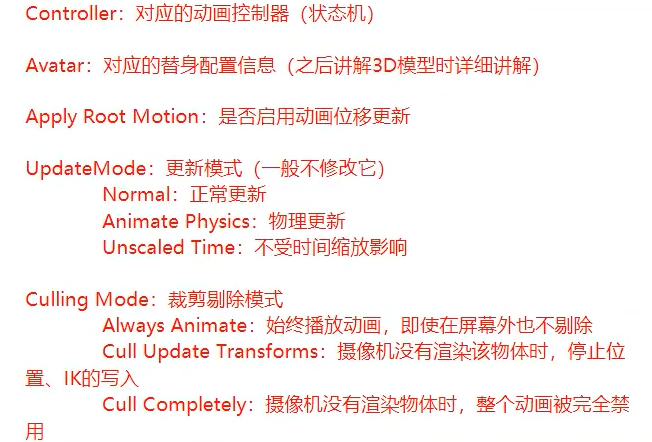 Controller：对应的动画控制器（状态机）
Avatar：对应的替身配置信息（之后讲解3D模型时详细讲解）
Apply Root Motion：是否启用动画位移更新
UpdateMode：更新模式（一般不修改它）
Normal：正常更新
Animate Physics：物理更新
Unscaled Time：不受时间缩放影响
Culling Mode：裁剪剔除模式
Always Animate：始终播放动画，即使在屏幕外也不剔除
Cull Update Transforms：摄像机没有渲染该物体时，停止位
置、IK的写入
Cull Completely：摄像机没有渲染物体时，整个动画被完全禁
用